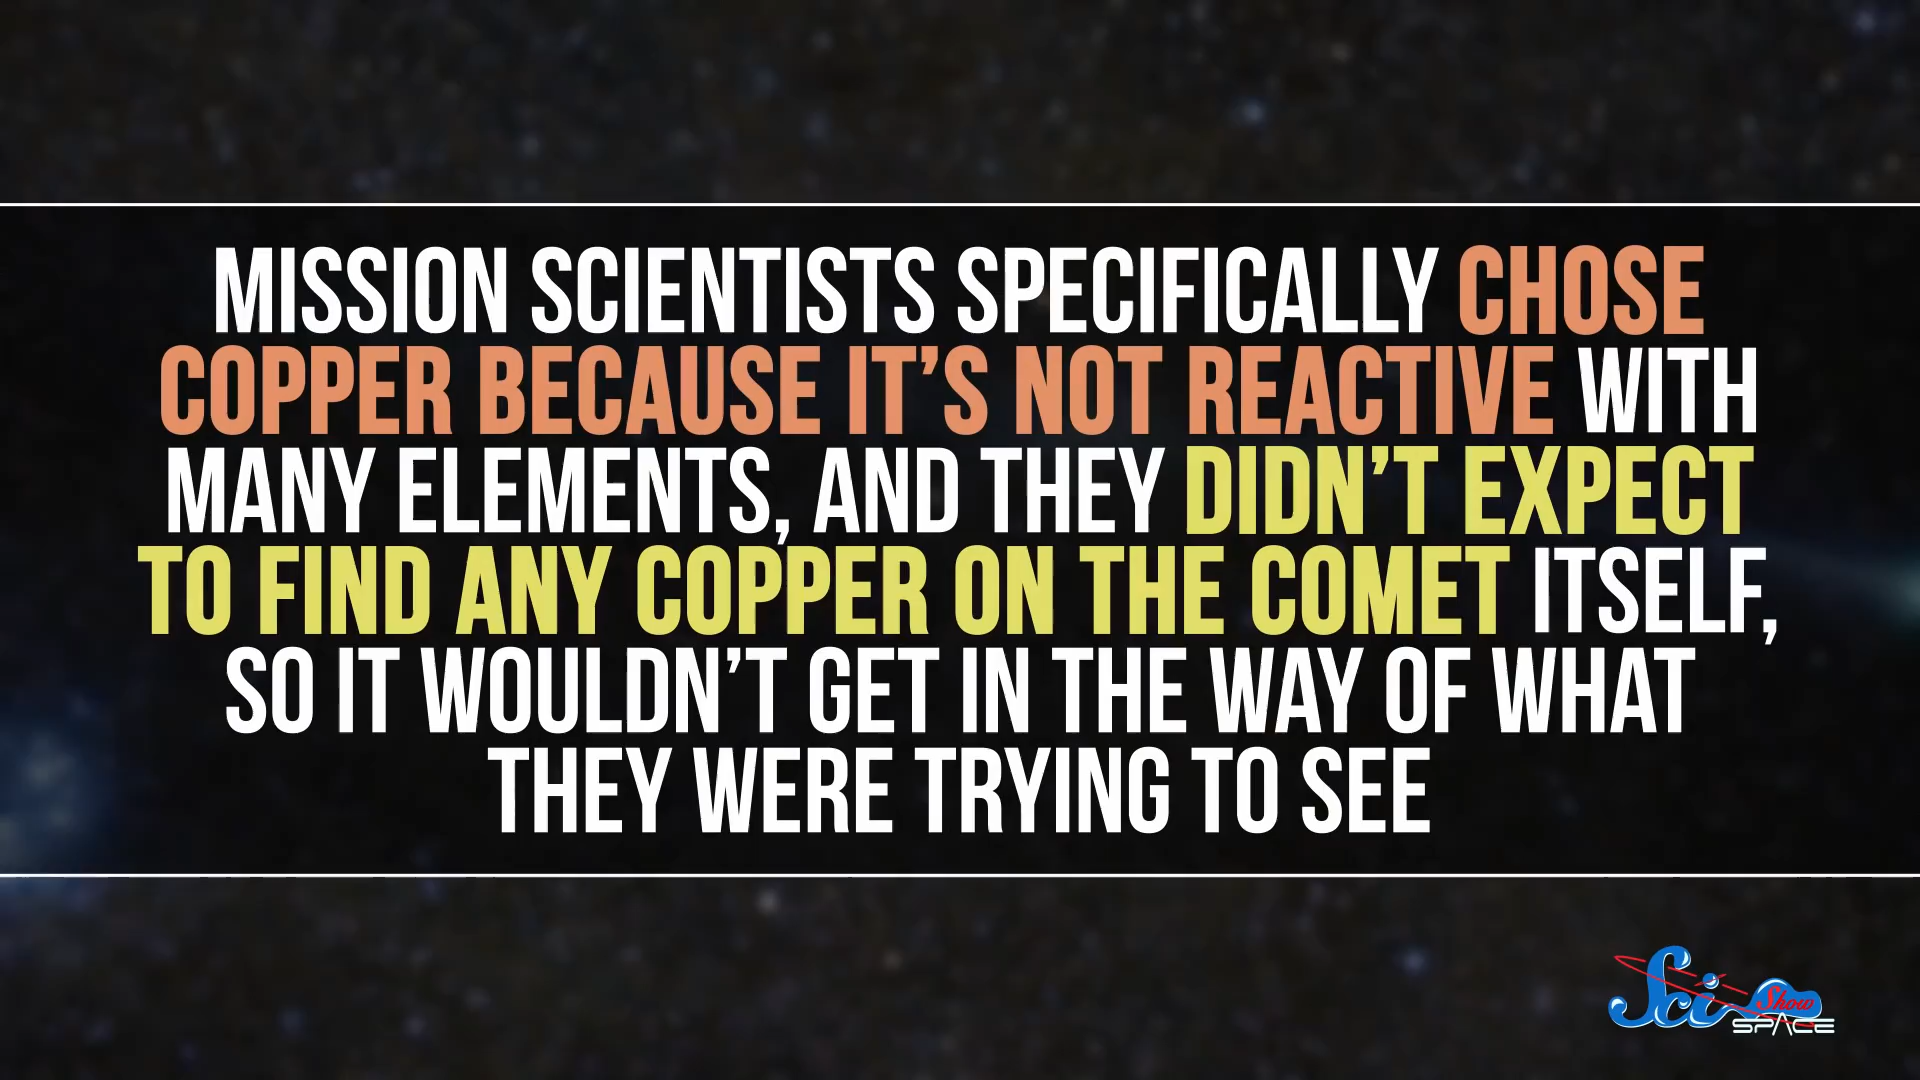 MISSION SCIENTISTS SPECIFICALLY CHOSE
COPPER BECAUSE IT’S NOT REACTIVE WITH
MANY ELEMENTS, AND THEY DIDN’T EXPECT
TO FIND ANY COPPER ON THE COMET ITSELF,
SO IT WOULDN’T GET IN THE WAY OF WHAT
THEY WERE TRYING TO SEE
Sci Show
SPACE